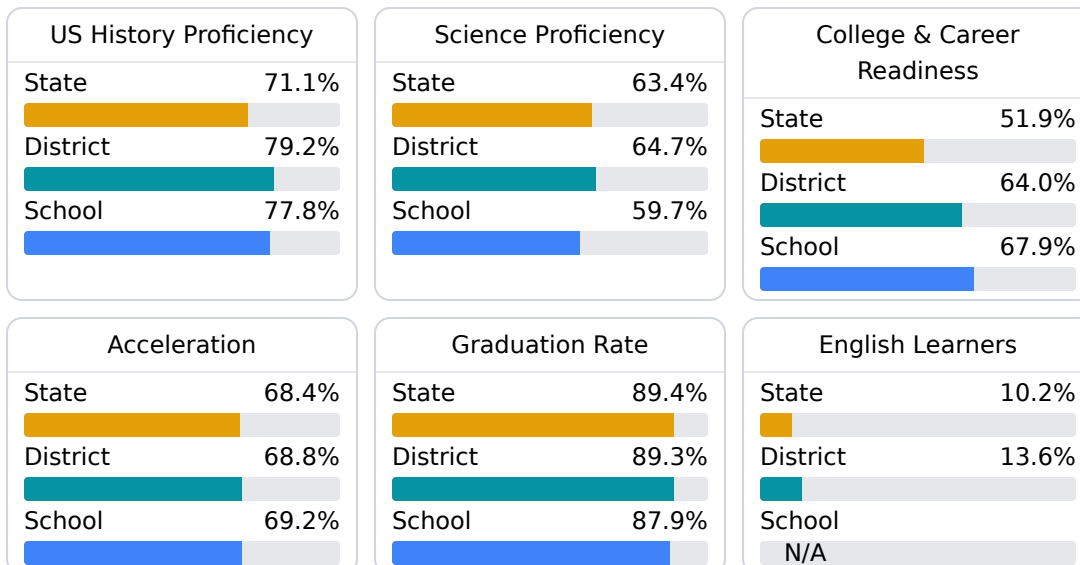 US History Proficiency
State 71.1%
District 79.2%
School 77.8%
Science Proficiency
State 63.4%
District 64.7%
School 59.7%
College & Career
Readiness
State 51.9%
District 64.0%
School 67.9%
Acceleration
State 68.4%
District 68.8%
School 69.2%
Graduation Rate
State 89.4%
District 89.3%
School 87.9%
English Learners
State 10.2%
District 13.6%
School
N/A